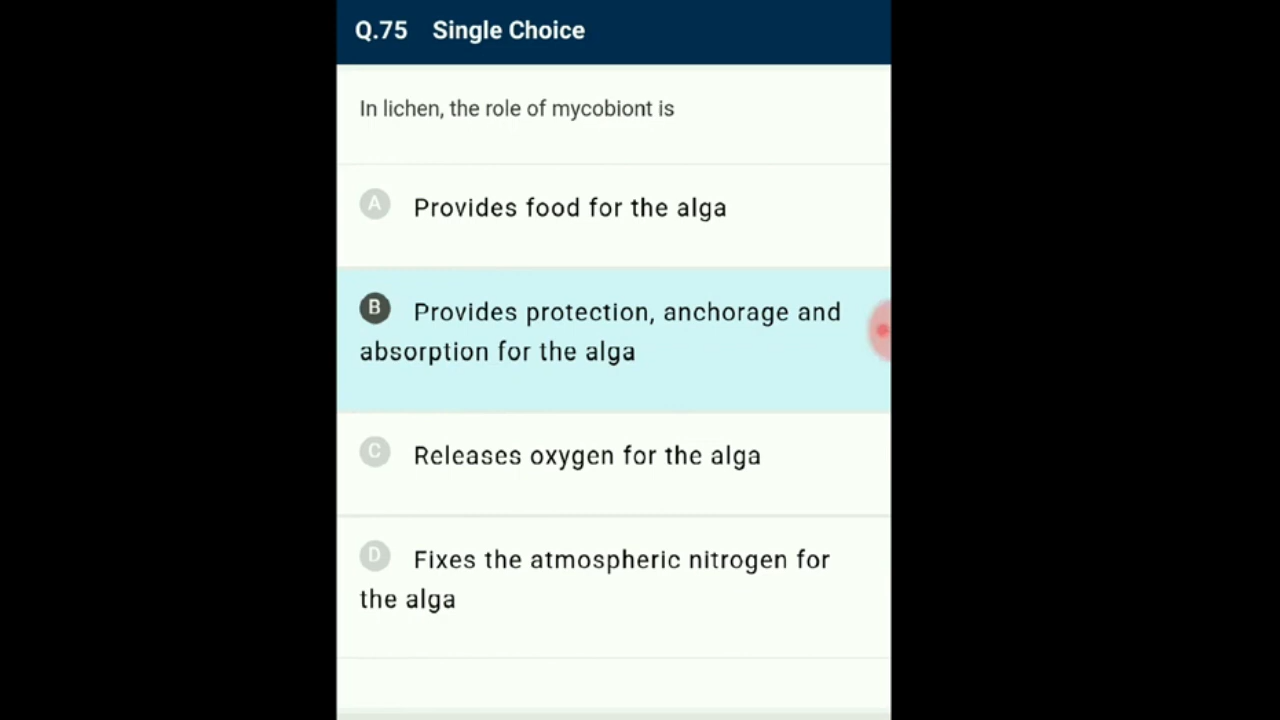 Q.75 Single Choice
In lichen, the role of mycobiont is
A Provides food for the alga
B Provides protection, anchorage and
absorption for the alga
C Releases oxygen for the alga
D Fixes the atmospheric nitrogen for
the alga